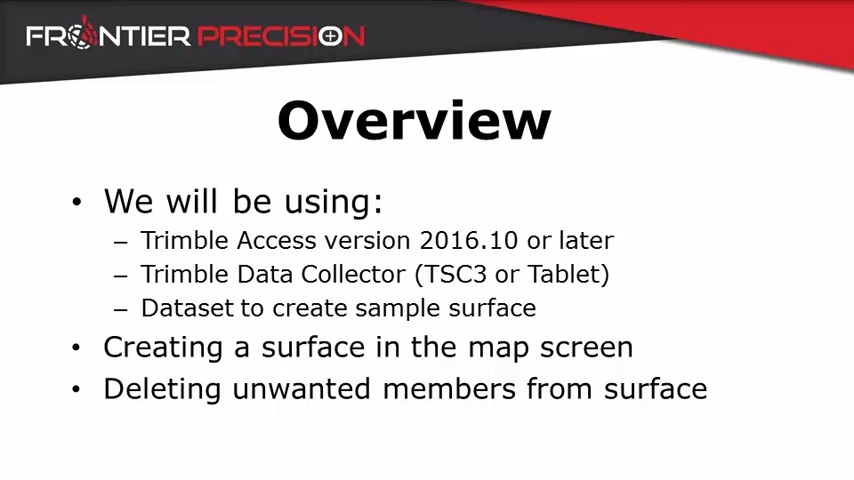 FRONTIER PRECISION
Overview
• We will be using:
– Trimble Access version 2016.10 or later
– Trimble Data Collector (TSC3 or Tablet)
– Dataset to create sample surface
• Creating a surface in the map screen
• Deleting unwanted members from surface